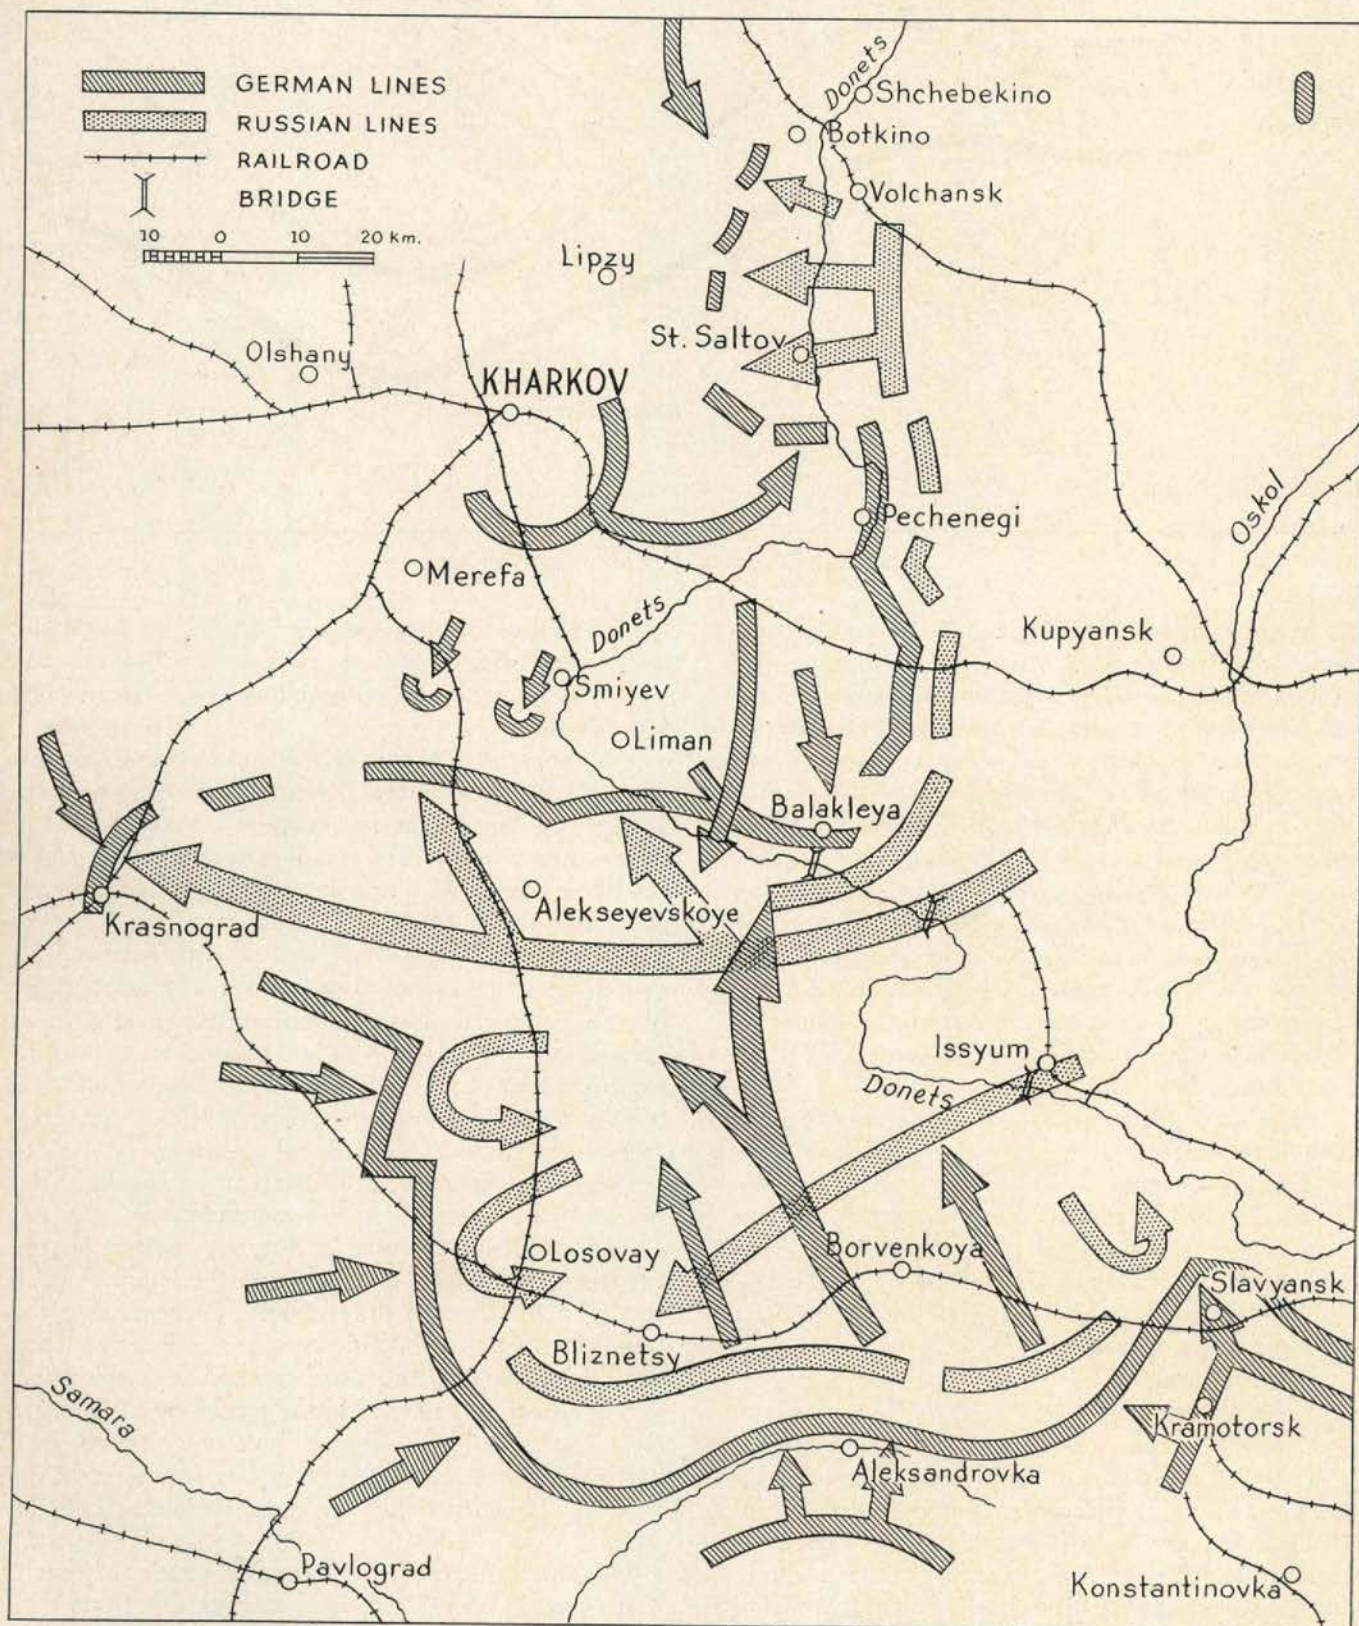 GERMAN LINES
RUSSIAN LINES
RAILROAD
BRIDGE
10 0 10 20 Km.
Donets
Shchebekino
Botkino
Volchansk
Lipzy
St. Saltov
Olshany
KHARKOV
Oskol
Pechenegi
Merefa
Donets
Kupyansk
Smiyev
Liman
Balakleya
Alekseyevskoye
Krasnograd
Issyum
Donets
Losovay
Borvenkoya
Slavyansk
Bliznetsy
Samara
Kramotorsk
Aleksandrovka
Pavlograd
Konstantinovka